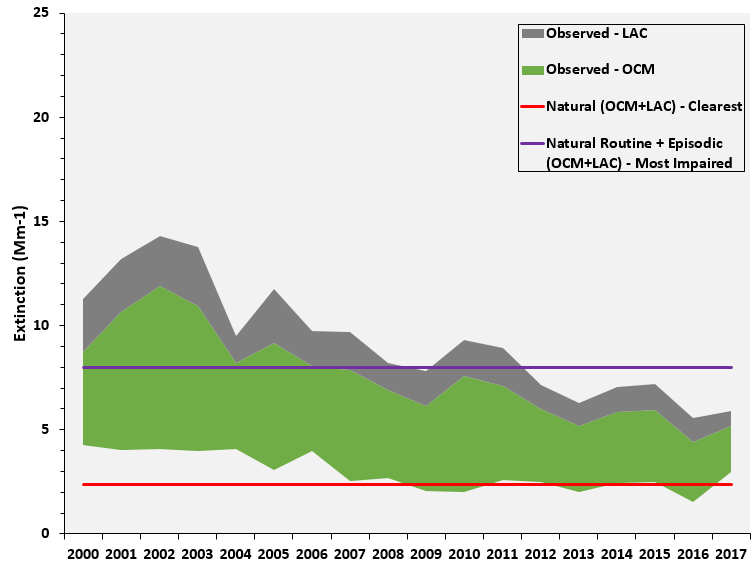 25
20
15
10
5
0
Extinction (Mm-1)
Observed - LAC
Observed - OCM
Natural (OCM+LAC) - Clearest
Natural Routine + Episodic
(OCM+LAC) - Most Impaired
2000 2001 2002 2003 2004 2005 2006 2007 2008 2009 2010 2011 2012 2013 2014 2015 2016 2017